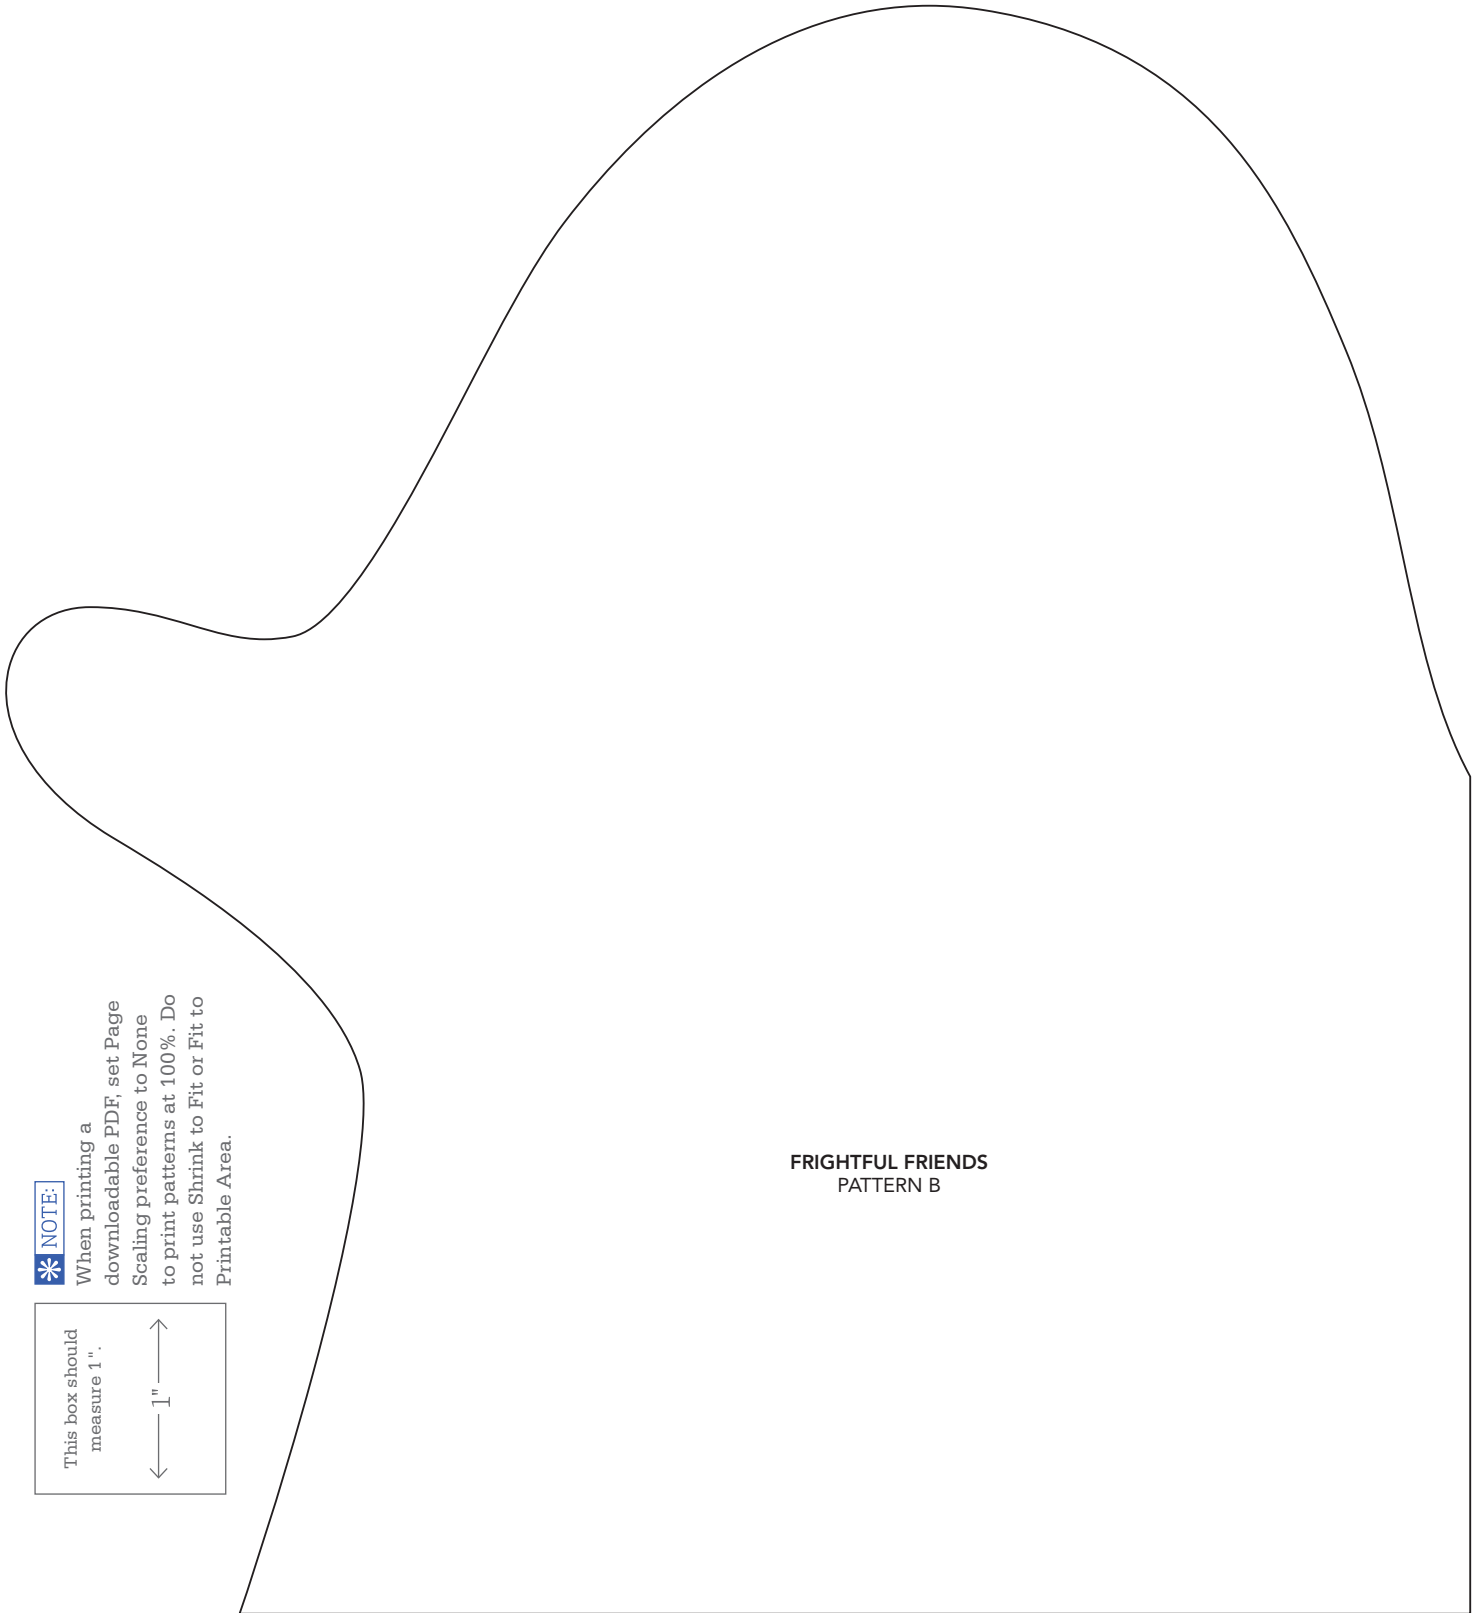 NOTE:
When printing a
downloadable PDF, set Page
Scaling preference to None
to print patterns at 100%. Do
not use Shrink to Fit or Fit to
Printable Area.
This box should
measure 1".
1"
FRIGHTFUL FRIENDS
PATTERN B